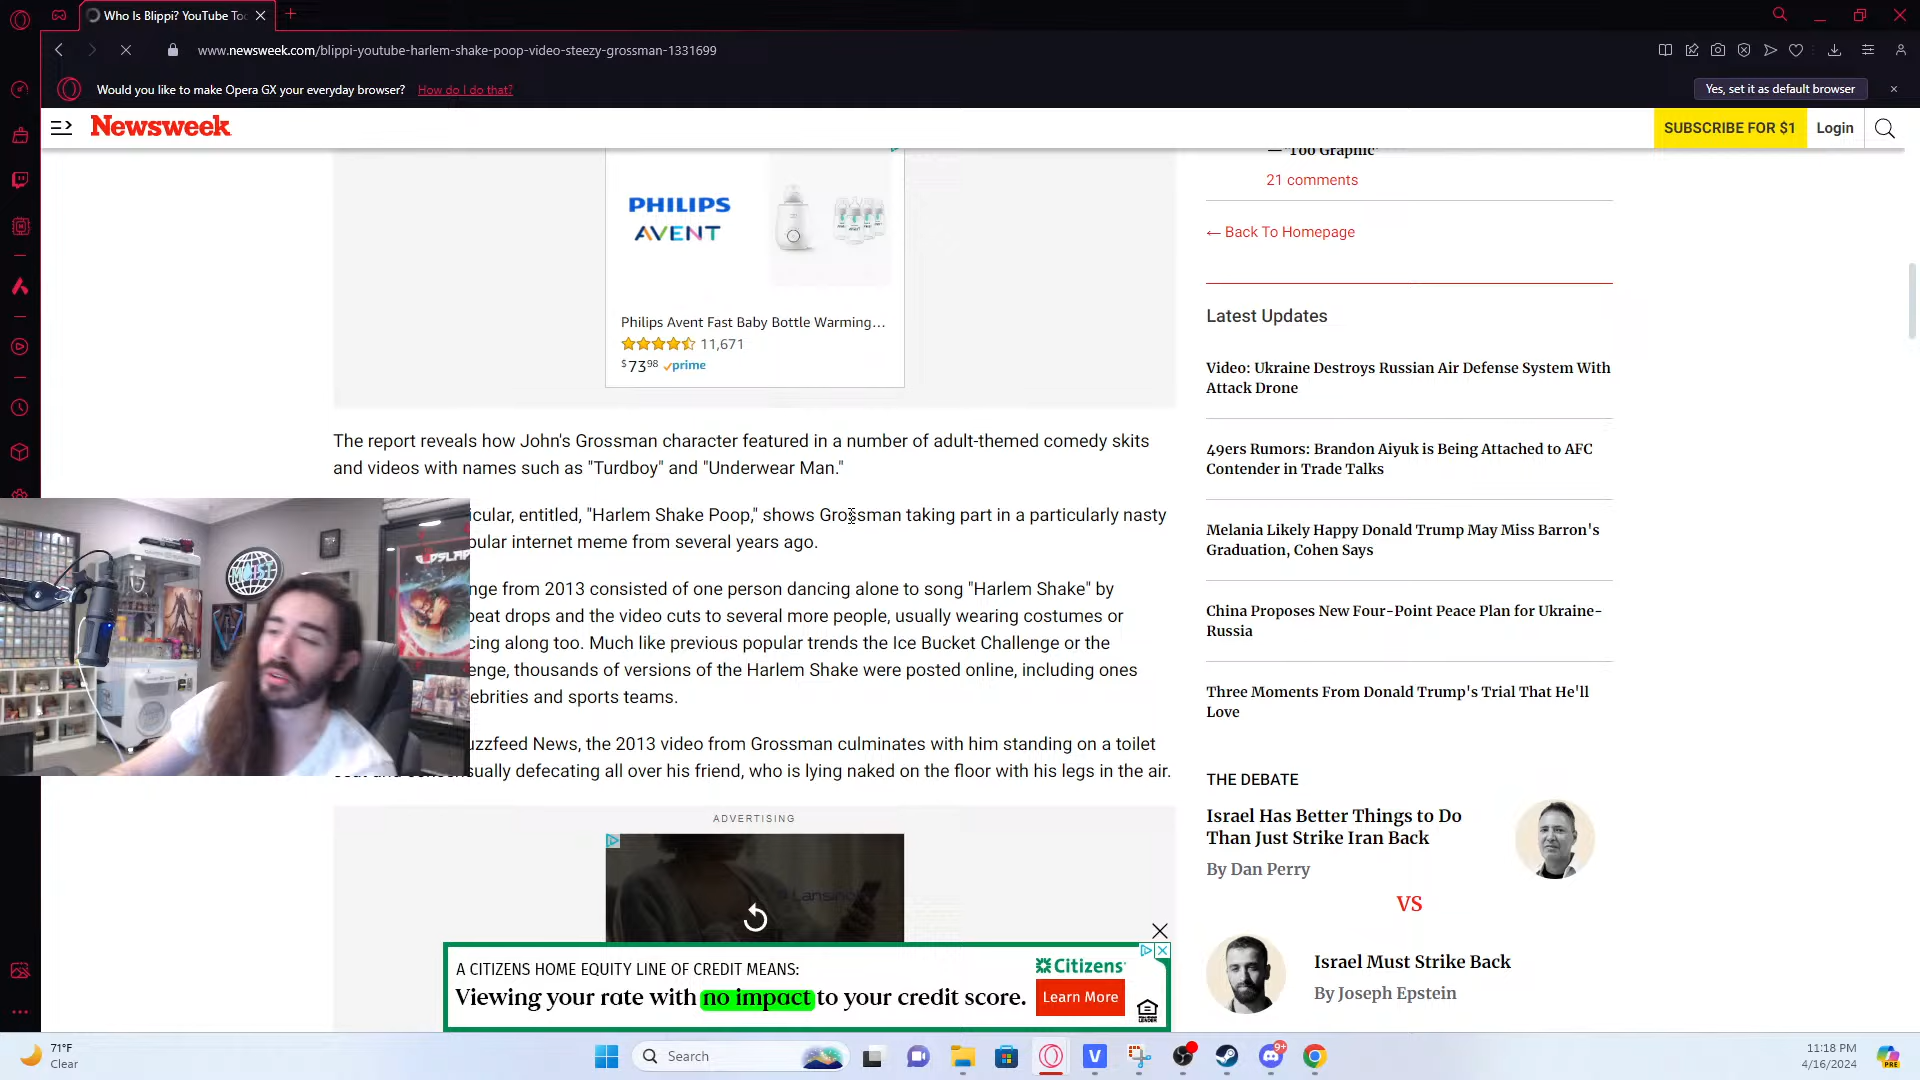 Who Is Blippi? YouTube To
www.newsweek.com/blippi-youtube-harlem-shake-poop-video-steezy-grossman-1331699
Would you like to make Opera GX your everyday browser? How do I do that?
Yes, set it as default browser
Newsweek
SUBSCRIBE FOR $1
Login
PHILIPS
AVENT
Philips Avent Fast Baby Bottle Warming...
11,671
$73.98 prime
The report reveals how John's Grossman character featured in a number of adult-themed comedy skits
and videos with names such as "Turdboy" and "Underwear Man."
icular, entitled, "Harlem Shake Poop," shows Grossman taking part in a particularly nasty
pular internet meme from several years ago.
nge from 2013 consisted of one person dancing alone to song "Harlem Shake" by
beat drops and the video cuts to several more people, usually wearing costumes or
cing along too. Much like previous popular trends the Ice Bucket Challenge or the
enge, thousands of versions of the Harlem Shake were posted online, including ones
ebrities and sports teams.
uzzfeed News, the 2013 video from Grossman culminates with him standing on a toilet
sually defecating all over his friend, who is lying naked on the floor with his legs in the air.
ADVERTISING
Lansino
— 'Too Graphic'
21 comments
← Back To Homepage
Latest Updates
Video: Ukraine Destroys Russian Air Defense System With
Attack Drone
49ers Rumors: Brandon Aiyuk is Being Attached to AFC
Contender in Trade Talks
Melania Likely Happy Donald Trump May Miss Barron's
Graduation, Cohen Says
China Proposes New Four-Point Peace Plan for Ukraine-
Russia
Three Moments From Donald Trump's Trial That He'll
Love
THE DEBATE
Israel Has Better Things to Do
Than Just Strike Iran Back
By Dan Perry
VS
Israel Must Strike Back
By Joseph Epstein
MOIST
A CITIZENS HOME EQUITY LINE OF CREDIT MEANS:
Viewing your rate with no impact to your credit score.
Citizens
Learn More
71°F
Clear
Search
9+
11:18 PM
4/16/2024
PRE